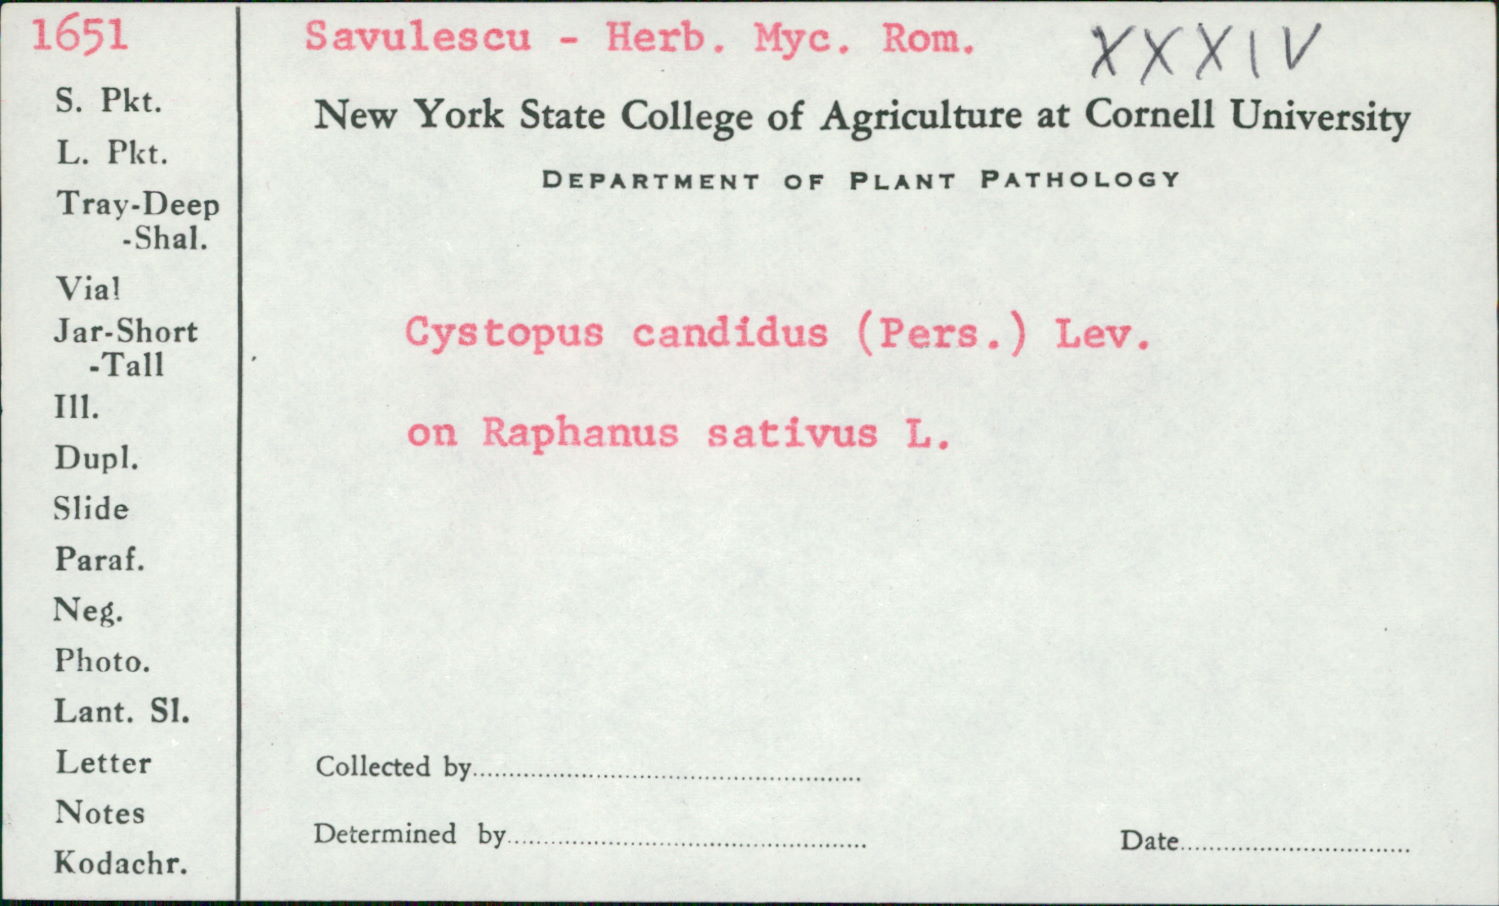 1651
Savulescu - Herb. Myc. Rom. XXXIV
New York State College of Agriculture at Cornell University
DEPARTMENT OF PLANT PATHOLOGY
S. Pkt.
L. Pkt.
Tray-Deep
-Shal.
Vial
Jar-Short
-Tall
Ill.
Dupl.
Slide
Paraf.
Neg.
Photo.
Lant. Sl.
Letter
Notes
Kodachr.
Cystopus candidus (Pers.) Lev.
on Raphanus sativus L.
Collected by
Determined by
Date